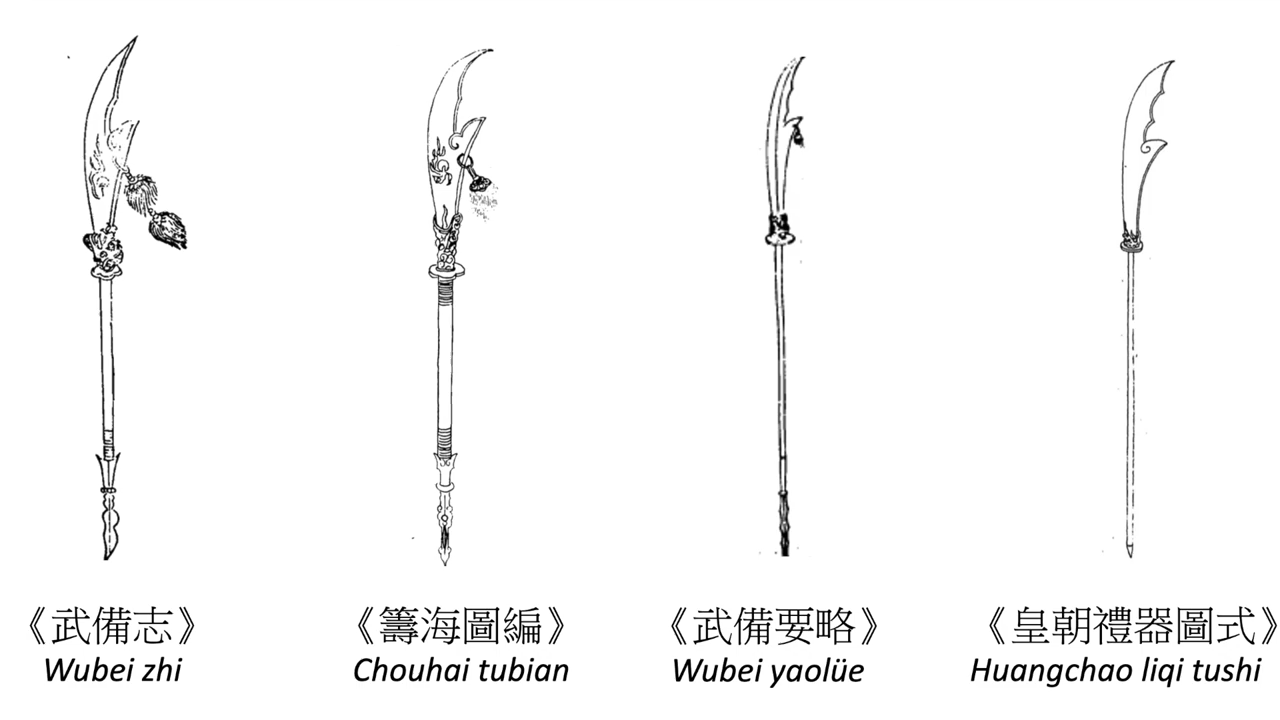 《武備志》
Wubei zhi
《籌海圖編》
Chouhai tubian
《武備要略》
Wubei yaolüe
《皇朝禮器圖式》
Huangchao liqi tushi